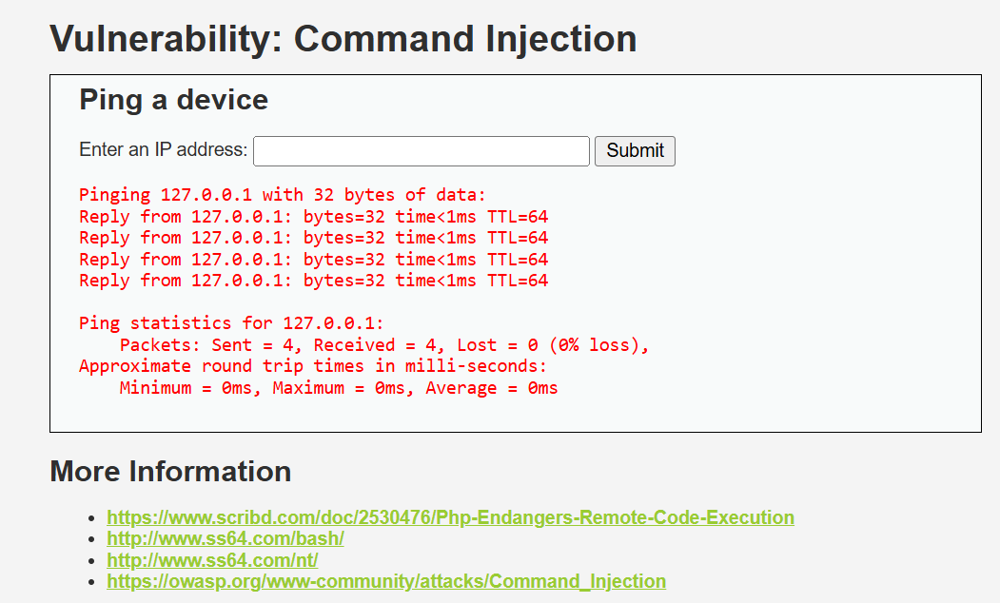 Vulnerability: Command Injection
Ping a device
Enter an IP address: Submit
Pinging 127.0.0.1 with 32 bytes of data:
Reply from 127.0.0.1: bytes=32 time<1ms TTL=64
Reply from 127.0.0.1: bytes=32 time<1ms TTL=64
Reply from 127.0.0.1: bytes=32 time<1ms TTL=64
Reply from 127.0.0.1: bytes=32 time<1ms TTL=64
Ping statistics for 127.0.0.1:
    Packets: Sent = 4, Received = 4, Lost = 0 (0% loss),
Approximate round trip times in milli-seconds:
    Minimum = 0ms, Maximum = 0ms, Average = 0ms
More Information
• https://www.scribd.com/doc/2530476/Php-Endangers-Remote-Code-Execution
• http://www.ss64.com/bash/
• http://www.ss64.com/nt/
• https://owasp.org/www-community/attacks/Command_Injection